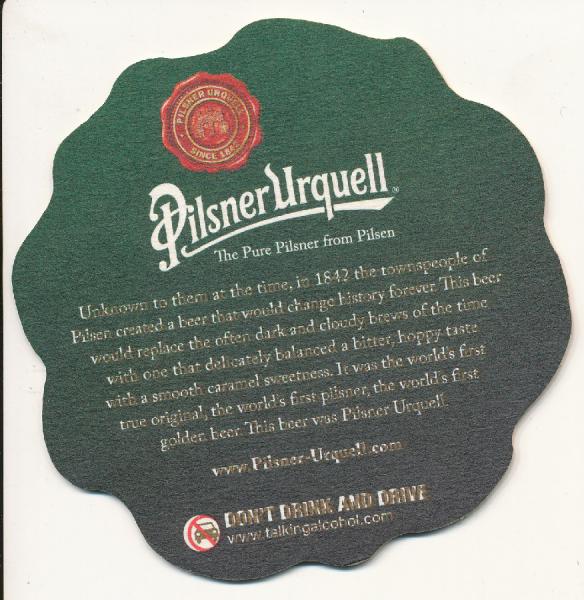 PILSNER URQUELL
SINCE 1842
Pilsner Urquell®
The Pure Pilsner from Pilsen
Unknown to them at the time, in 1842 the townspeople of
Pilsen created a beer that would change history forever. This beer
would replace the often dark and cloudy brews of the time
with one that delicately balanced a bitter, hoppy taste
with a smooth caramel sweetness. It was the world's first
true original, the world's first pilsner, the world's first
golden beer. This beer was Pilsner Urquell.
www.Pilsner-Urquell.com
DON'T DRINK AND DRIVE
www.talkingalcohol.com